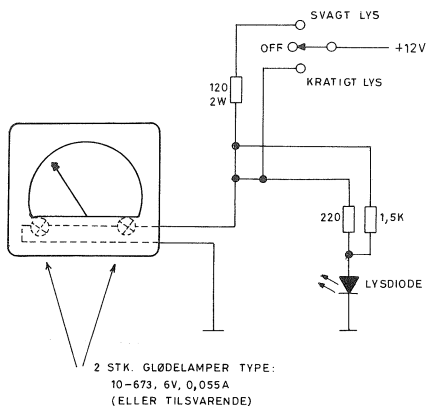 SVAGT LYS
OFF
+12V
KRATIGT LYS
120
2W
220
1,5K
LYSDIODE
2 STK. GLØDELAMPER TYPE:
10-673, 6V, 0,055A
(ELLER TILSVARENDE)